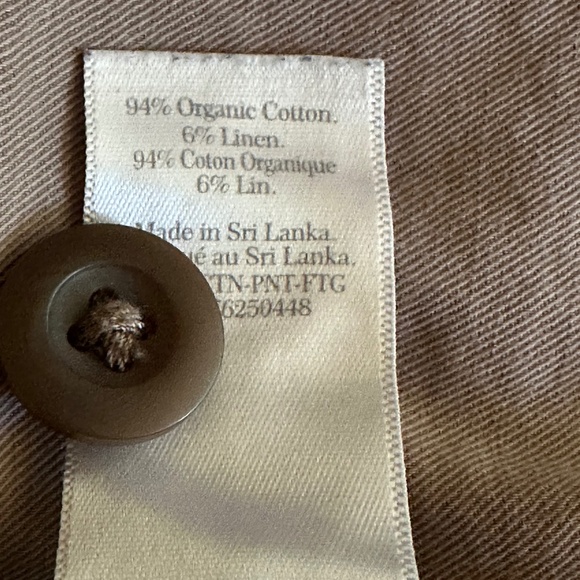 94% Organic Cotton.
6% Linen.
94% Coton Organique
6% Lin.
Made in Sri Lanka.
au Sri Lanka.
TN-PNT-FTG
6250448